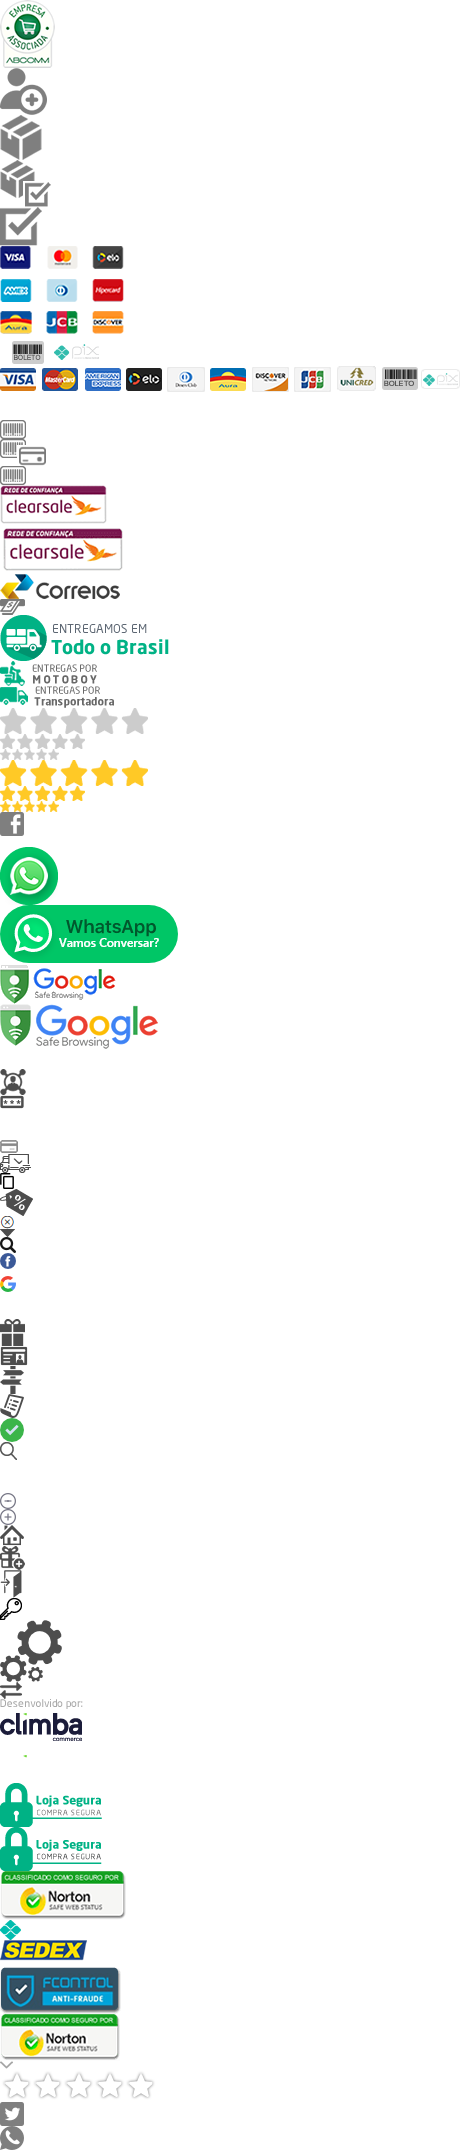 EMPRESA
ASSOCIADA
ABCOMM
VISA mastercard elo
AMEX Hipercard
Aura JCB DISCOVER
BOLETO pix
VISA MasterCard AMERICAN EXPRESS elo Diners Club Aura DISCOVER JCB UNICRED BOLETO pix
REDE DE CONFIANÇA
clearsale
REDE DE CONFIANÇA
clearsale
Correios
ENTREGAMOS EM
Todo o Brasil
ENTREGAS POR
MOTOBOY
ENTREGAS POR
Transportadora
WhatsApp
Vamos Conversar?
Google
Safe Browsing
Google
Safe Browsing
Desenvolvido por:
climba
commerce
Loja Segura
COMPRA SEGURA
Loja Segura
COMPRA SEGURA
CLASSIFICADO COMO SEGURO POR
Norton
SAFE WEB STATUS
SEDEX
FCONTROL
ANTI-FRAUDE
CLASSIFICADO COMO SEGURO POR
Norton
SAFE WEB STATUS